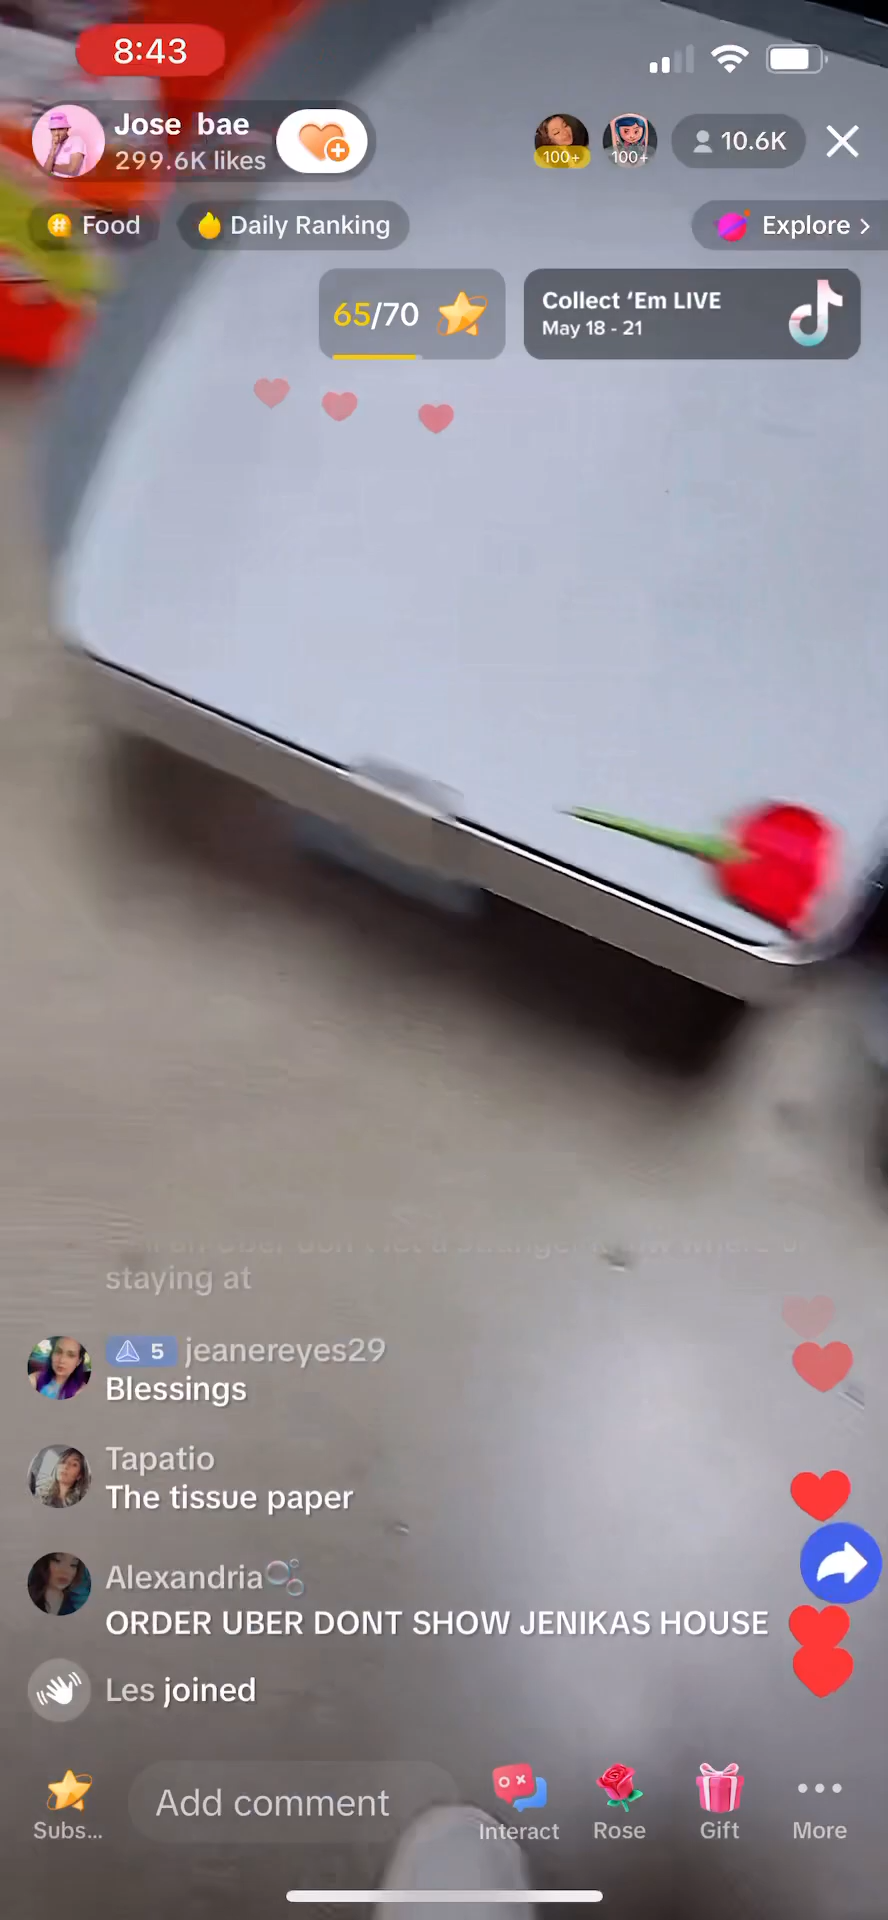 8:43
Jose bae
299.6K likes
100+
100+
10.6K
Food
Daily Ranking
Explore >
65/70
Collect ‘Em LIVE
May 18 - 21
staying at
5 jeanereyes29
Blessings
Tapatio
The tissue paper
Alexandria🫧
ORDER UBER DONT SHOW JENIKAS HOUSE
Les joined
Subs...
Add comment
Interact
Rose
Gift
More